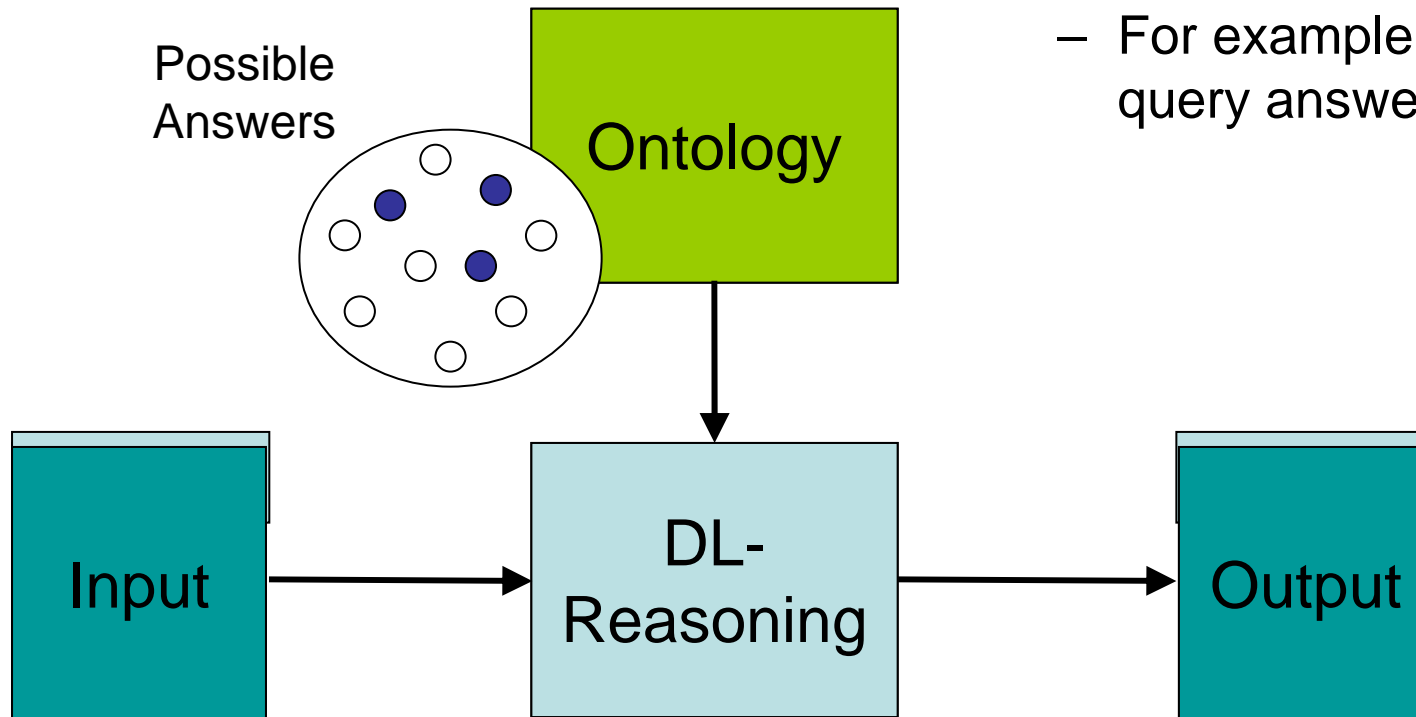 Possible
Answers
Ontology
– For example
query answe
Input
DL-
Reasoning
Output